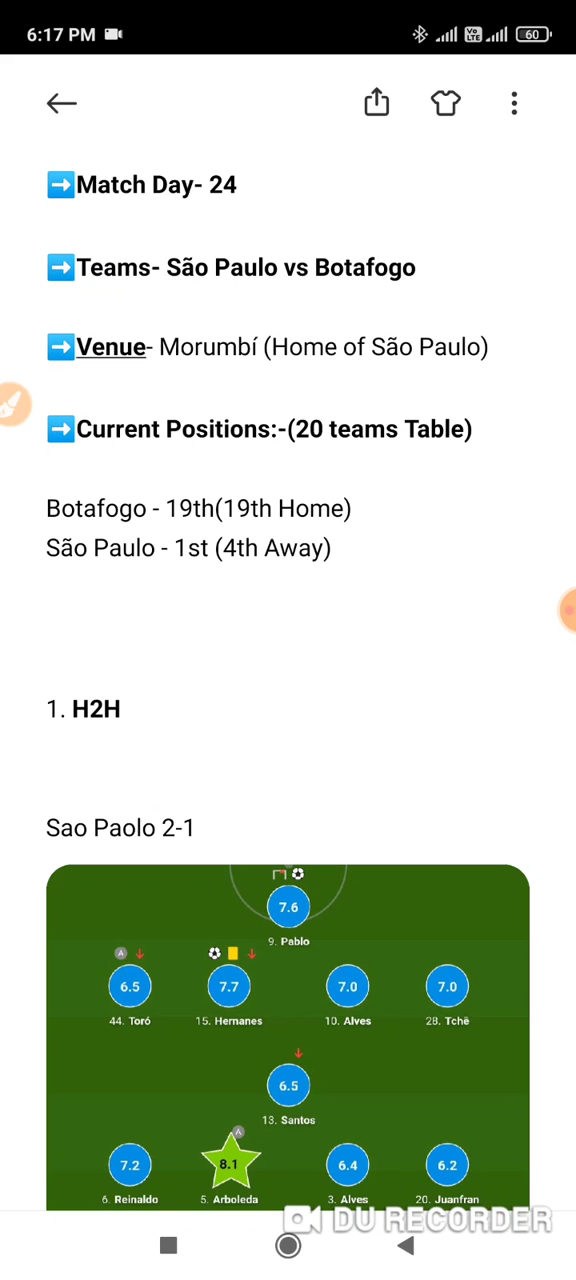 6:17 PM
Vo LTE
60
➡Match Day- 24
➡Teams- São Paulo vs Botafogo
➡Venue- Morumbí (Home of São Paulo)
➡Current Positions:-(20 teams Table)
Botafogo - 19th(19th Home)
São Paulo - 1st (4th Away)
1. H2H
Sao Paolo 2-1
7.6
9. Pablo
A
6.5 7.7 7.0 7.0
44. Toró 15. Hernanes 10. Alves 28. Tchê
6.5
13. Santos
A
7.2 8.1 6.4 6.2
6. Reinaldo 5. Arboleda 3. Alves 20. Juanfran
DU RECORDER